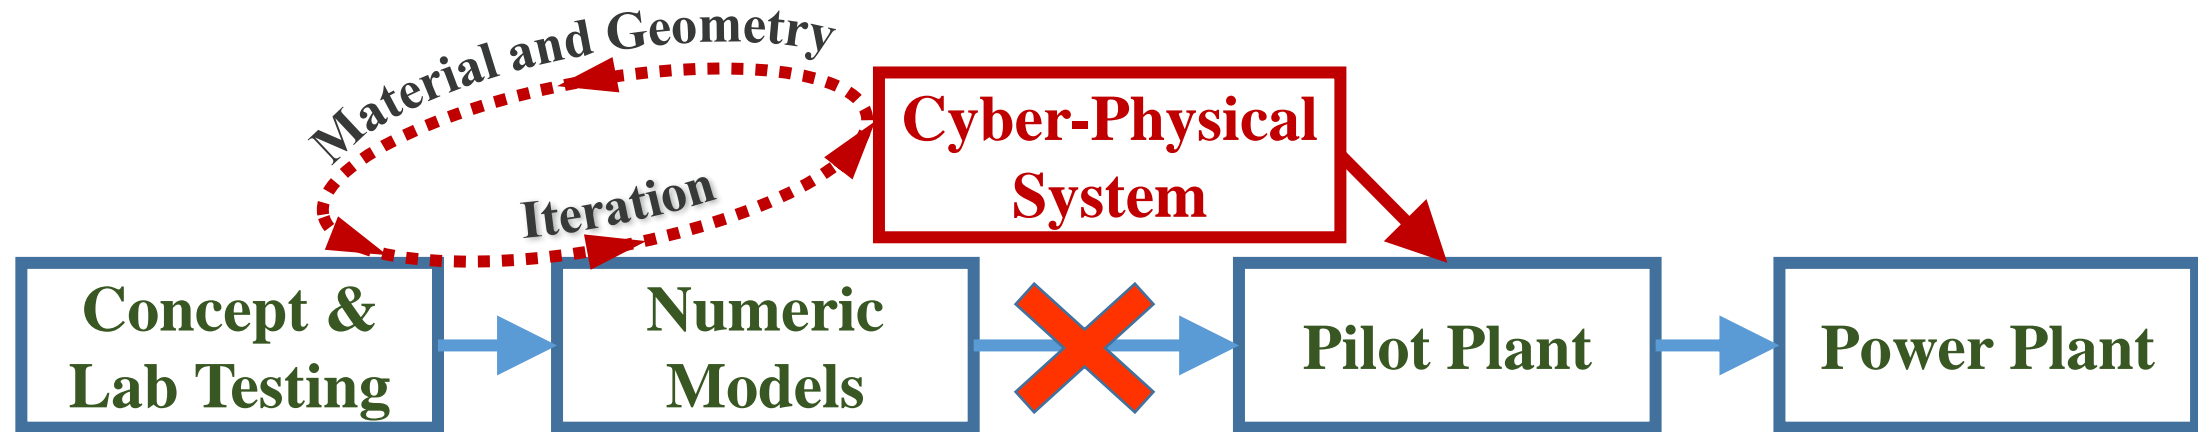 Material and Geometry
Iteration
Cyber-Physical
System
Concept &
Lab Testing
Numeric
Models
Pilot Plant
Power Plant